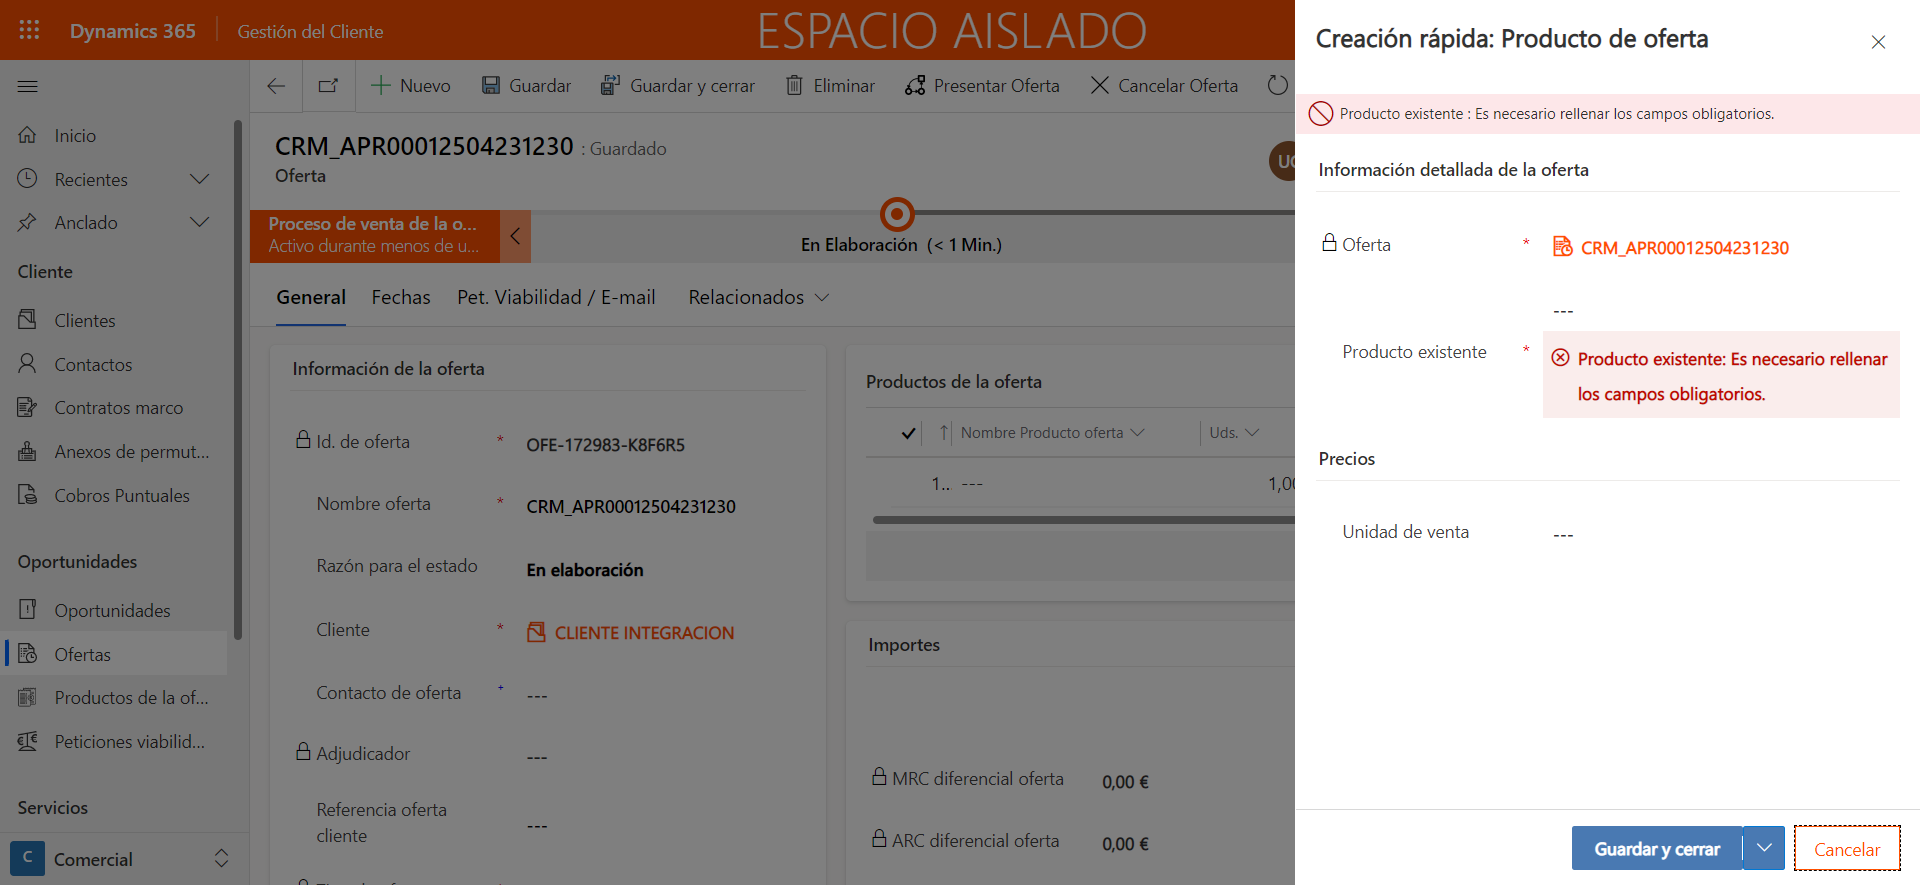 Dynamics 365
Gestión del Cliente
ESPACIO AISLADO
Nuevo
Guardar
Guardar y cerrar
Eliminar
Presentar Oferta
Cancelar Oferta
Inicio
Recientes
Anclado
Cliente
Clientes
Contactos
Contratos marco
Anexos de permut...
Cobros Puntuales
Oportunidades
Oportunidades
Ofertas
Productos de la of...
Peticiones viabilid...
Servicios
C
Comercial
CRM_APR00012504231230 : Guardado
Oferta
Proceso de venta de la o...
Activo durante menos de u...
En Elaboración (< 1 Min.)
General
Fechas
Pet. Viabilidad / E-mail
Relacionados
Información de la oferta
Id. de oferta * OFE-172983-K8F6R5
Nombre oferta * CRM_APR00012504231230
Razón para el estado En elaboración
Cliente * CLIENTE INTEGRACION
Contacto de oferta + ---
Adjudicador ---
Referencia oferta
cliente ---
Productos de la oferta
Nombre Producto oferta
Uds.
1.. --- 1,00
Importes
MRC diferencial oferta 0,00 €
ARC diferencial oferta 0,00 €
Creación rápida: Producto de oferta
Producto existente : Es necesario rellenar los campos obligatorios.
Información detallada de la oferta
Oferta * CRM_APR00012504231230
---
Producto existente *
Producto existente: Es necesario rellenar
los campos obligatorios.
Precios
Unidad de venta ---
Guardar y cerrar
Cancelar